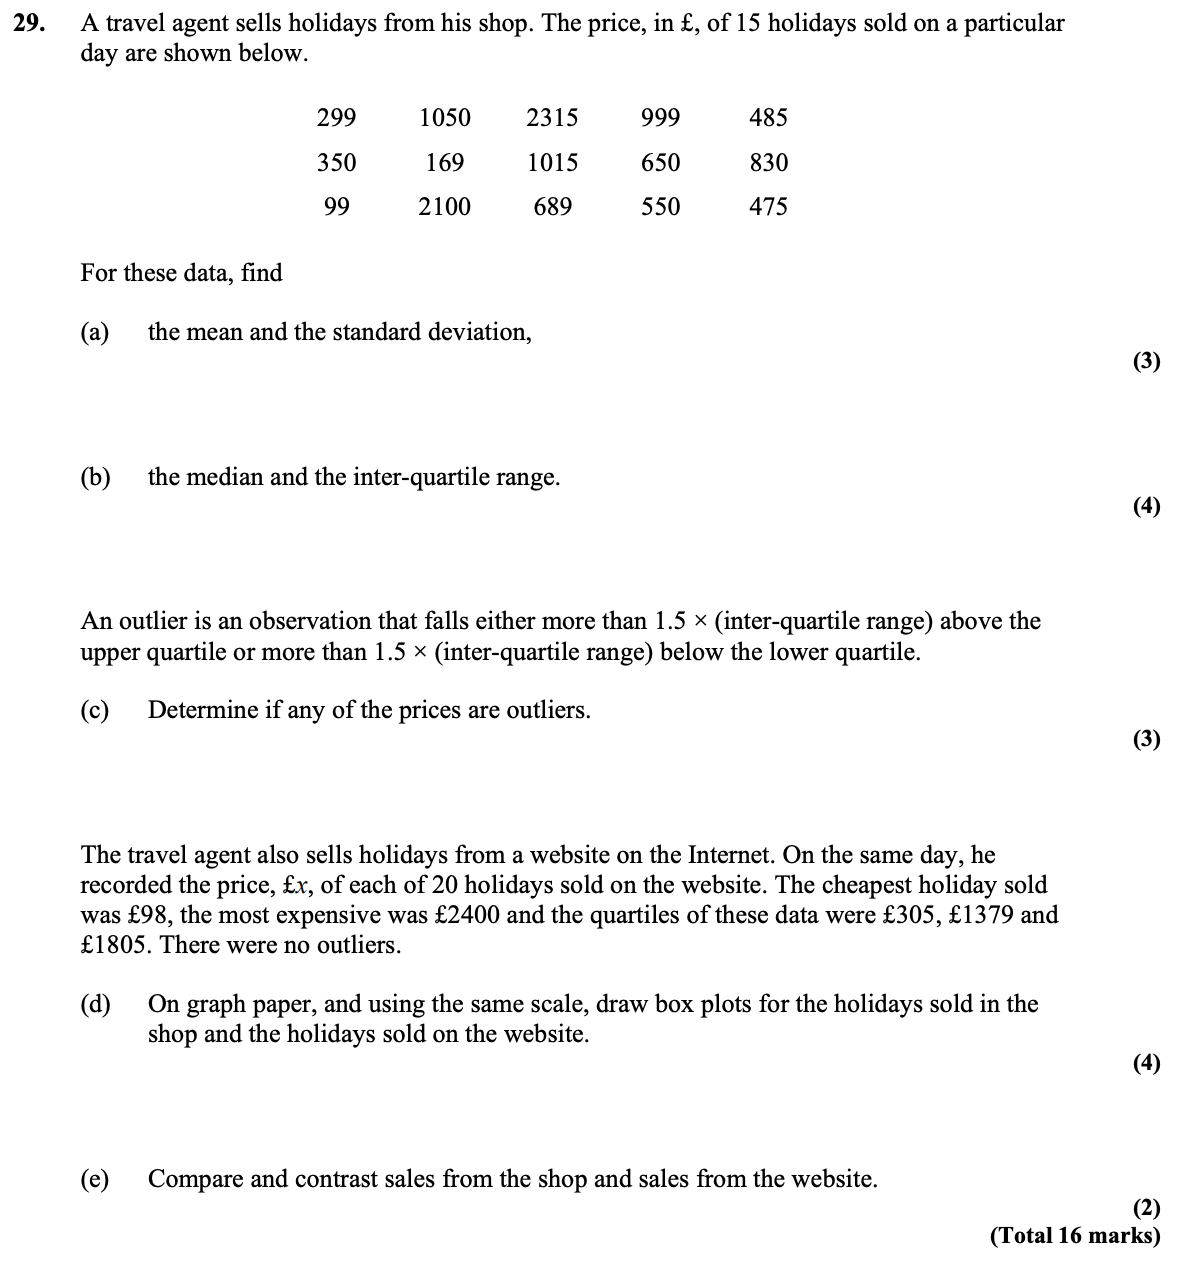 29. A travel agent sells holidays from his shop. The price, in £, of 15 holidays sold on a particular
day are shown below.
299 1050 2315 999 485
350 169 1015 650 830
99 2100 689 550 475
For these data, find
(a) the mean and the standard deviation,
(3)
(b) the median and the inter-quartile range.
(4)
An outlier is an observation that falls either more than 1.5 × (inter-quartile range) above the
upper quartile or more than 1.5 × (inter-quartile range) below the lower quartile.
(c) Determine if any of the prices are outliers.
(3)
The travel agent also sells holidays from a website on the Internet. On the same day, he
recorded the price, £x, of each of 20 holidays sold on the website. The cheapest holiday sold
was £98, the most expensive was £2400 and the quartiles of these data were £305, £1379 and
£1805. There were no outliers.
(d) On graph paper, and using the same scale, draw box plots for the holidays sold in the
shop and the holidays sold on the website.
(4)
(e) Compare and contrast sales from the shop and sales from the website.
(2)
(Total 16 marks)